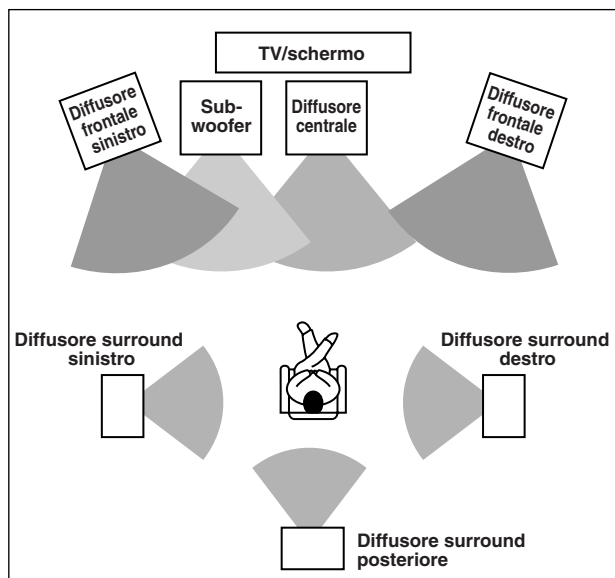 TV/schermo
Diffusore
frontale
sinistro
Sub-
woofer
Diffusore
centrale
Diffusore
frontale
destro
Diffusore surround
sinistro
Diffusore surround
destro
Diffusore surround
posteriore